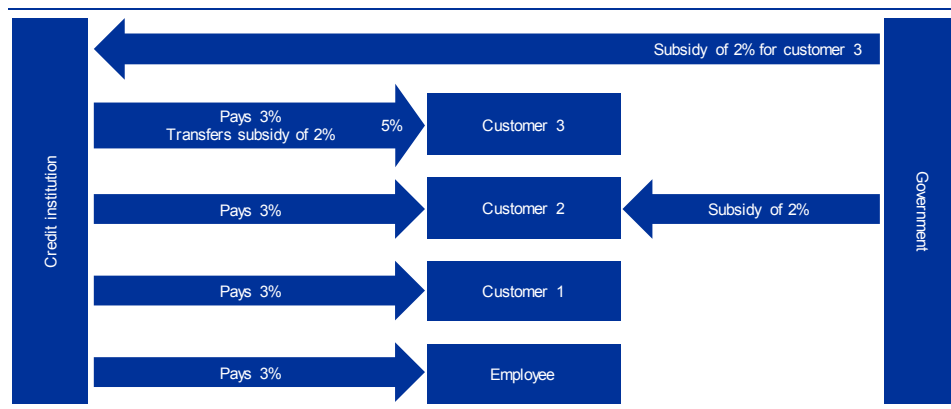 Subsidy of 2% for customer 3
Pays 3%
Transfers subsidy of 2%
5%
Customer 3
Pays 3%
Customer 2
Subsidy of 2%
Pays 3%
Customer 1
Pays 3%
Employee
Credit institution
Government